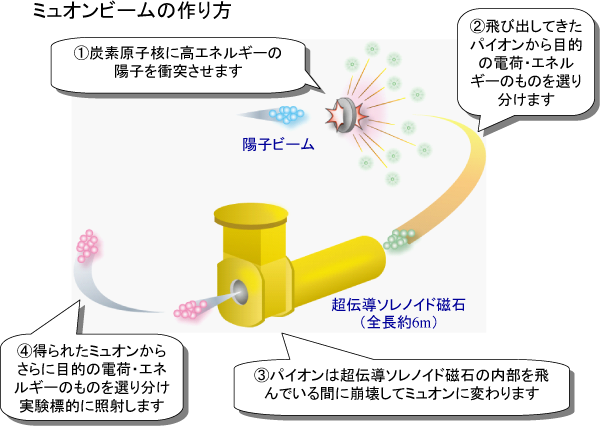 ミュオンビームの作り方
①炭素原子核に高エネルギーの
陽子を衝突させます
②飛び出してきた
パイオンから目的
の電荷・エネル
ギーのものを選り
分けます
陽子ビーム
超伝導ソレノイド磁石
（全長約6m）
③パイオンは超伝導ソレノイド磁石の内部を飛
んでいる間に崩壊してミュオンに変わります
④得られたミュオンから
さらに目的の電荷・エネ
ルギーのものを選り分け
実験標的に照射します